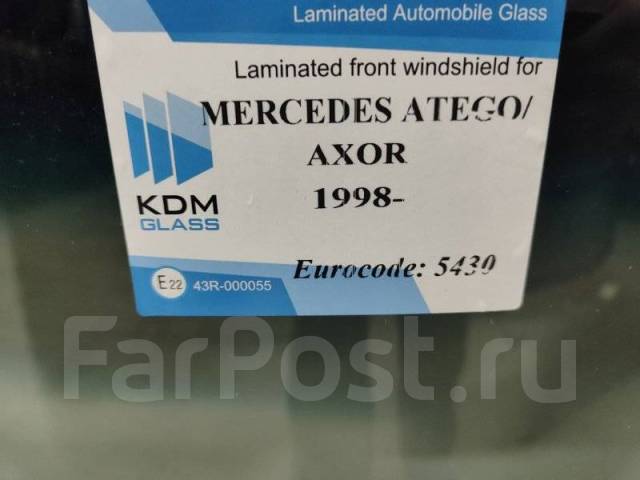 Laminated Automobile Glass
Laminated front windshield for
MERCEDES ATEGO/
AXOR
1998-
KDM
GLASS
Eurocode: 5430
E22 43R-000055
FarPost.ru